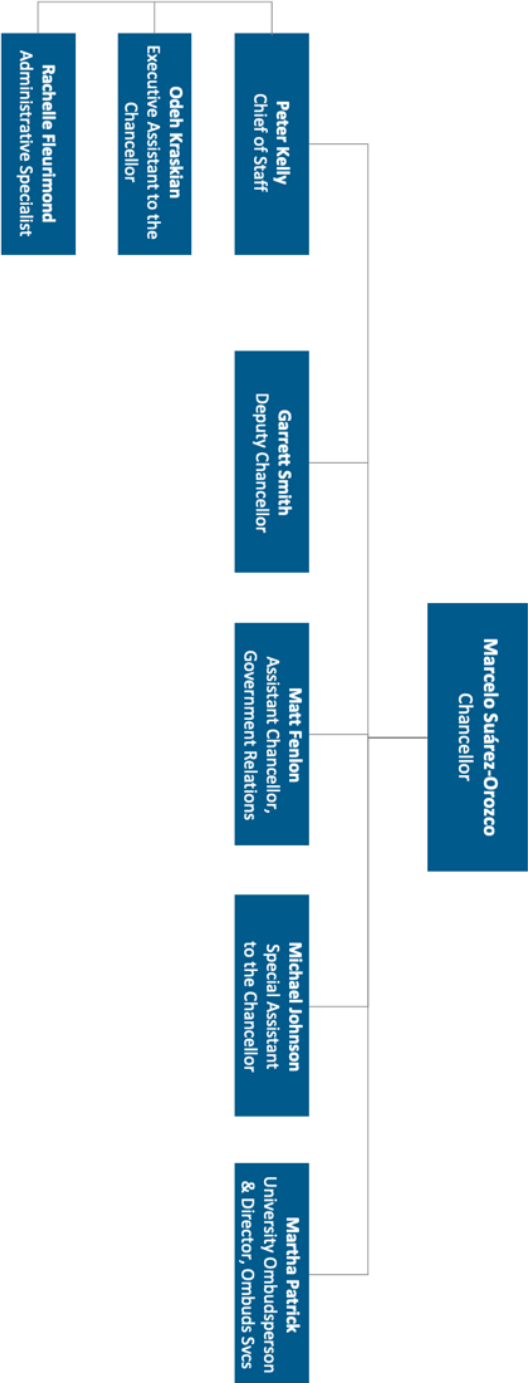 Marcelo Suárez-Orozco
Chancellor
Peter Kelly
Chief of Staff
Garrett Smith
Deputy Chancellor
Matt Fenlon
Assistant Chancellor,
Government Relations
Michael Johnson
Special Assistant
to the Chancellor
Martha Patrick
University Ombudsperson
& Director, Ombuds Svcs
Odeh Kraskian
Executive Assistant to the
Chancellor
Rachelle Fleurimond
Administrative Specialist